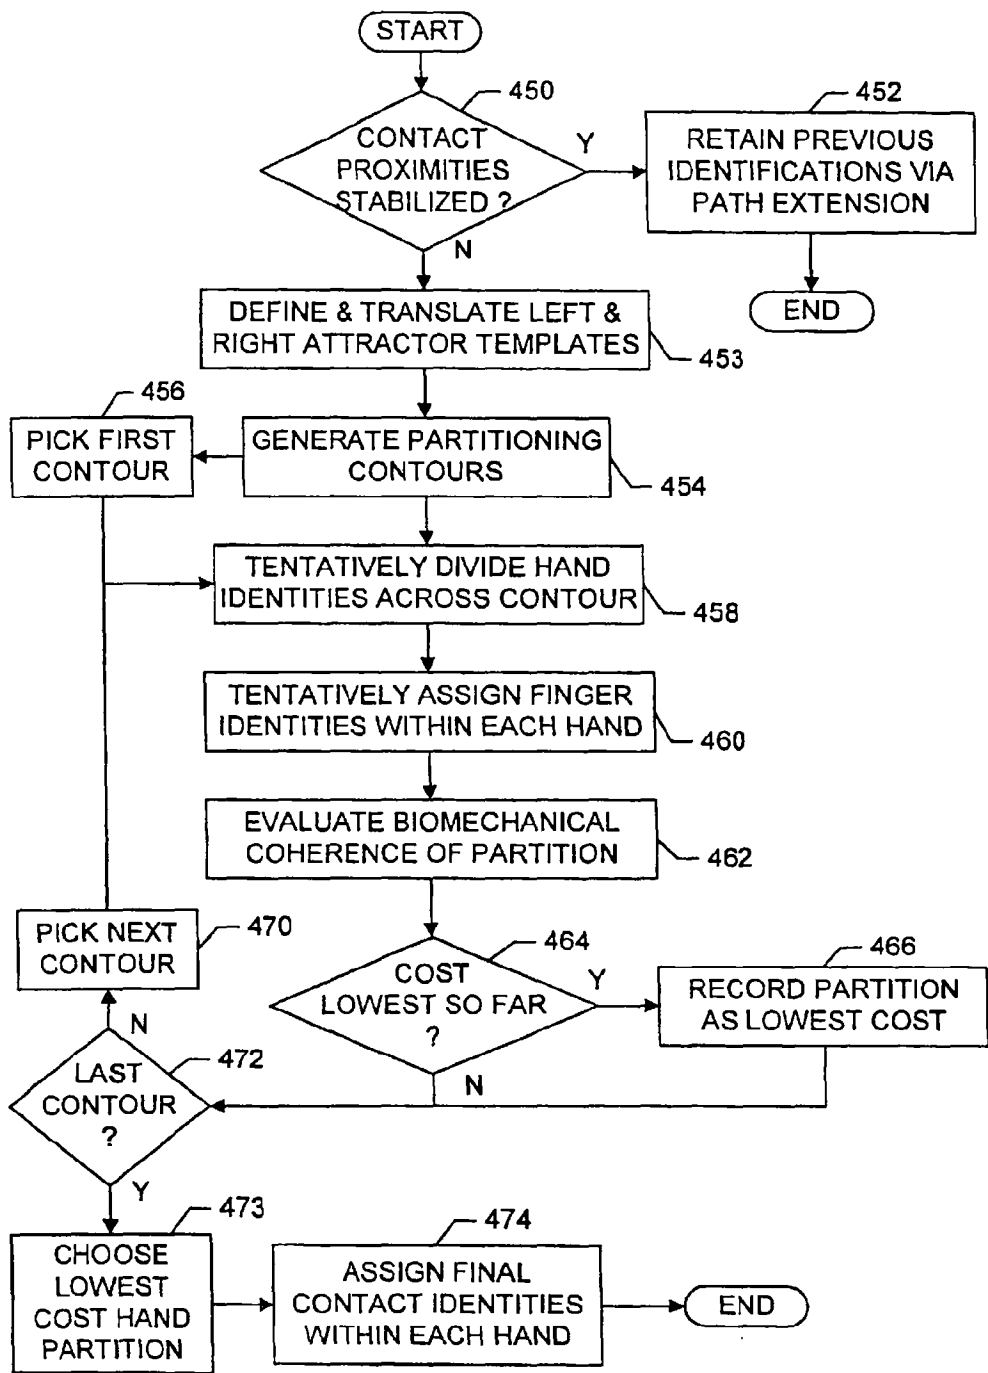 START
450
CONTACT
PROXIMITIES
STABILIZED ?
Y
N
452
RETAIN PREVIOUS
IDENTIFICATIONS VIA
PATH EXTENSION
END
DEFINE & TRANSLATE LEFT &
RIGHT ATTRACTOR TEMPLATES
453
456
PICK FIRST
CONTOUR
GENERATE PARTITIONING
CONTOURS
454
TENTATIVELY DIVIDE HAND
IDENTITIES ACROSS CONTOUR
458
TENTATIVELY ASSIGN FINGER
IDENTITIES WITHIN EACH HAND
460
EVALUATE BIOMECHANICAL
COHERENCE OF PARTITION
462
PICK NEXT
CONTOUR
470
464
COST
LOWEST SO FAR
?
Y
N
466
RECORD PARTITION
AS LOWEST COST
N
472
LAST
CONTOUR
?
Y
473
CHOOSE
LOWEST
COST HAND
PARTITION
474
ASSIGN FINAL
CONTACT IDENTITIES
WITHIN EACH HAND
END